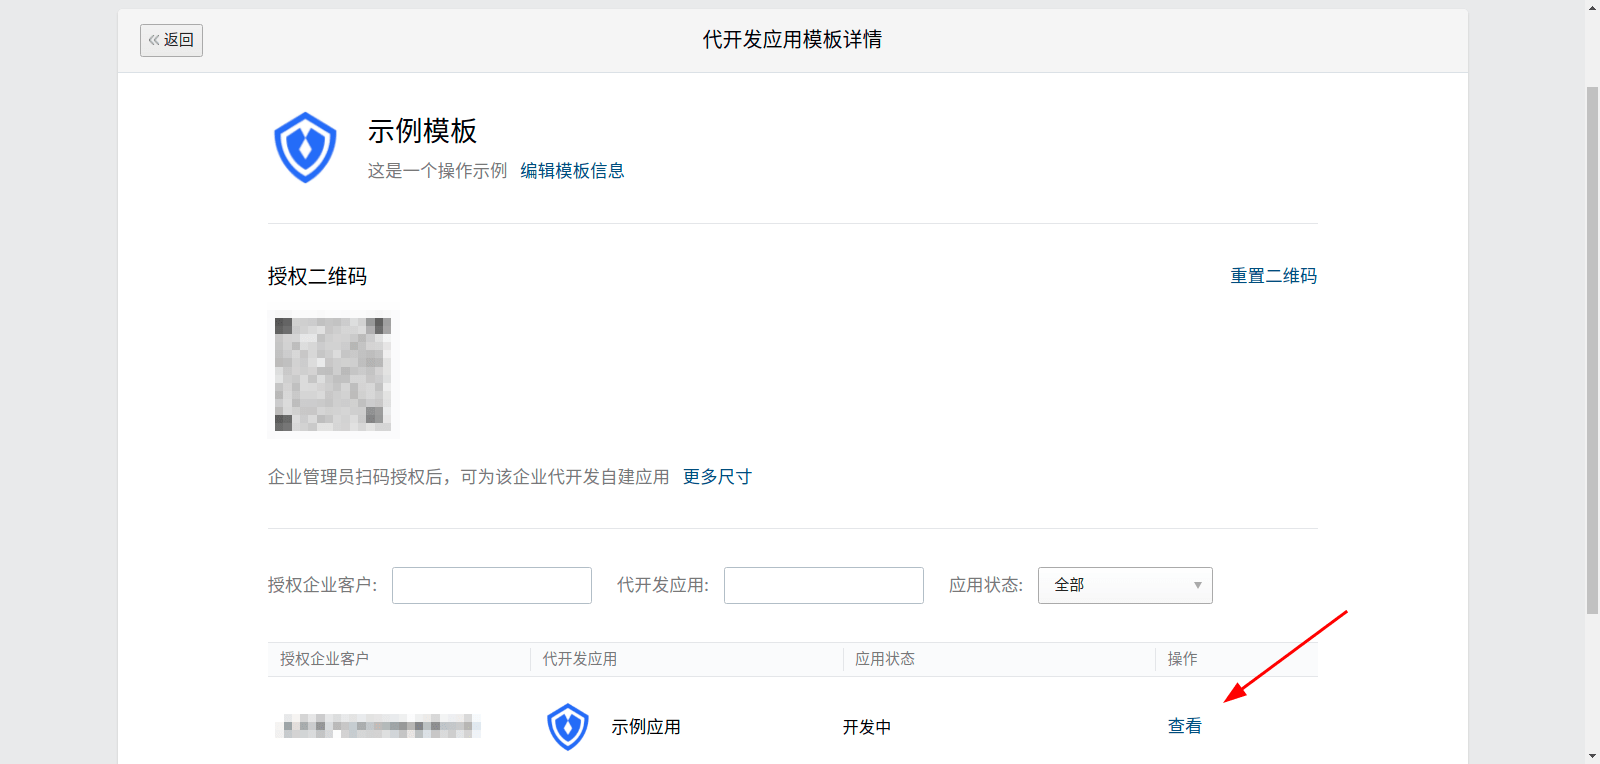 返回
代开发应用模板详情
示例模板
这是一个操作示例 编辑模板信息
授权二维码 重置二维码
企业管理员扫码授权后，可为该企业代开发自建应用 更多尺寸
授权企业客户: 代开发应用: 应用状态: 全部
授权企业客户 代开发应用 应用状态 操作
示例应用 开发中 查看